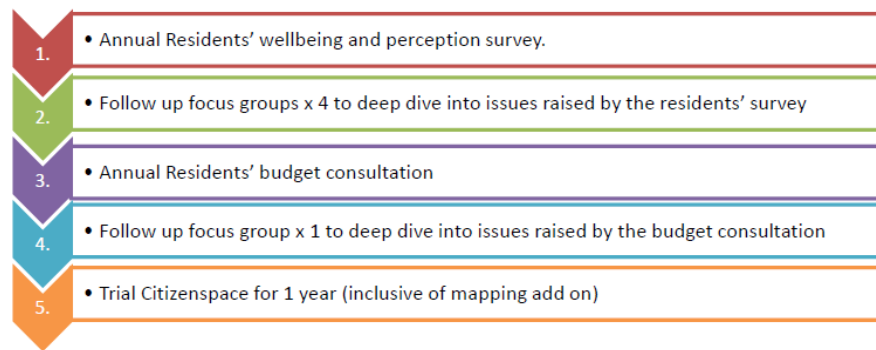 1. • Annual Residents' wellbeing and perception survey.
2. • Follow up focus groups x 4 to deep dive into issues raised by the residents' survey
3. • Annual Residents' budget consultation
4. • Follow up focus group x 1 to deep dive into issues raised by the budget consultation
5. • Trial Citizenspace for 1 year (inclusive of mapping add on)